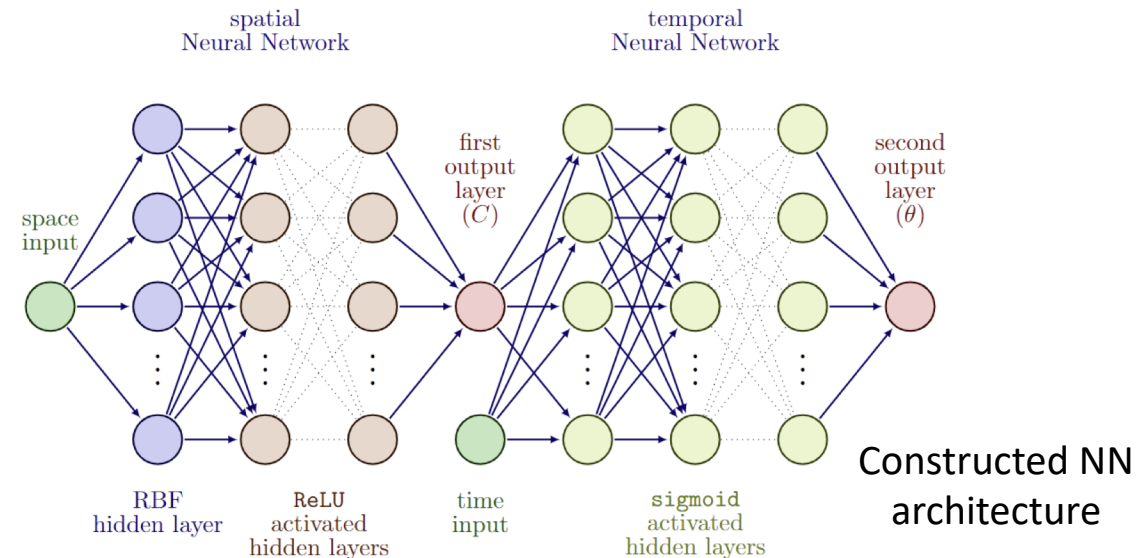 spatial
Neural Network
temporal
Neural Network
space
input
first
output
layer
(C)
second
output
layer
(θ)
RBF
hidden layer
ReLU
activated
hidden layers
time
input
sigmoid
activated
hidden layers
Constructed NN
architecture